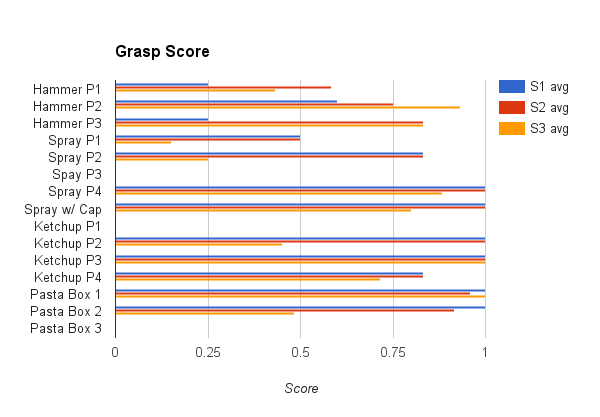 Grasp Score
Hammer P1
Hammer P2
Hammer P3
Spray P1
Spray P2
Spay P3
Spray P4
Spray w/ Cap
Ketchup P1
Ketchup P2
Ketchup P3
Ketchup P4
Pasta Box 1
Pasta Box 2
Pasta Box 3
S1 avg
S2 avg
S3 avg
0 0.25 0.5 0.75 1
Score